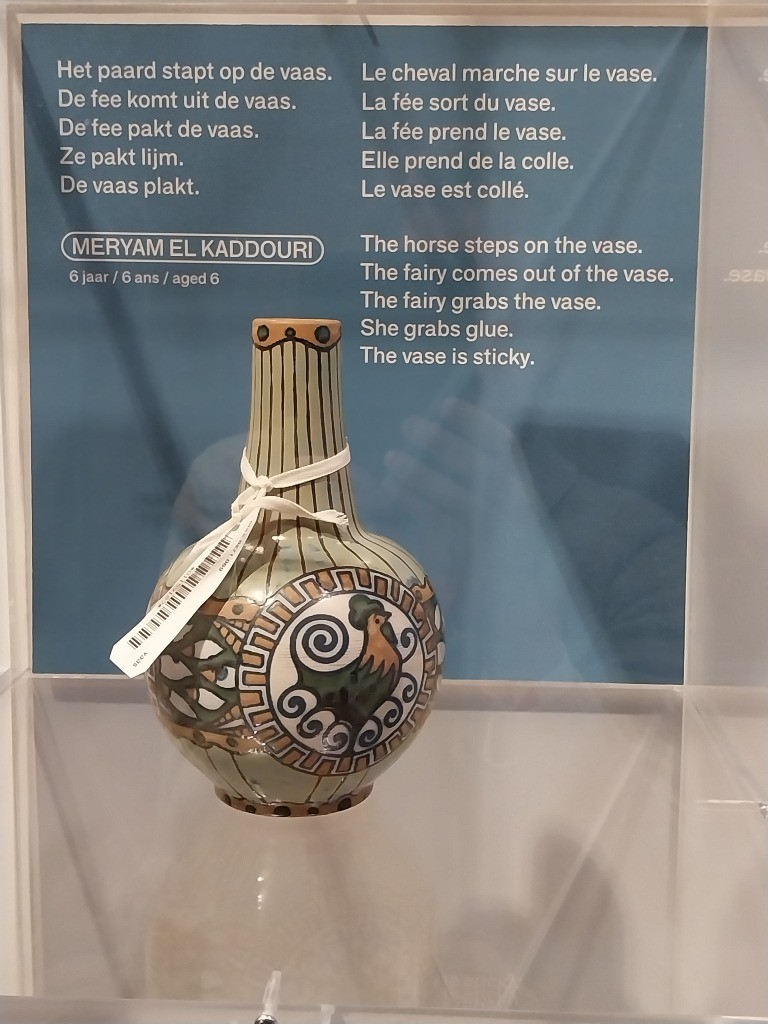 Het paard stapt op de vaas.
De fee komt uit de vaas.
De fee pakt de vaas.
Ze pakt lijm.
De vaas plakt.
MERYAM EL KADDOURI
6 jaar / 6 ans / aged 6
Le cheval marche sur le vase.
La fée sort du vase.
La fée prend le vase.
Elle prend de la colle.
Le vase est collé.
The horse steps on the vase.
The fairy comes out of the vase.
The fairy grabs the vase.
She grabs glue.
The vase is sticky.
vaas